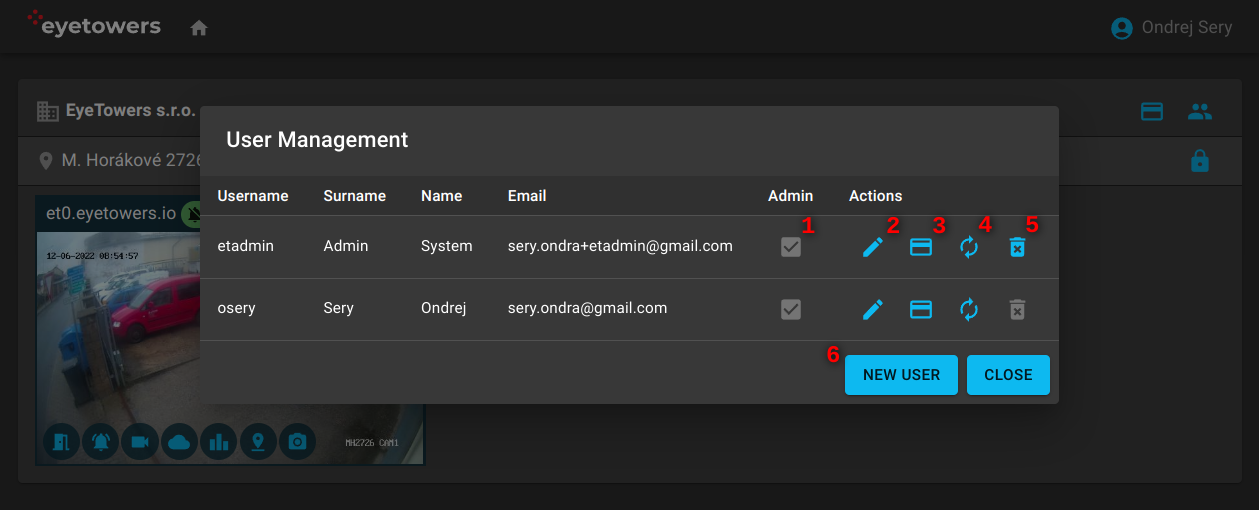 eyetowers
Ondrej Sery
EyeTowers s.r.o.
M. Horákové 2726
et0.eyetowers.io
12-06-2022 08:54:57
MH2726 CAM1
User Management
Username Surname Name Email Admin Actions
1 2 3 4 5
etadmin Admin System sery.ondra+etadmin@gmail.com
osery Sery Ondrej sery.ondra@gmail.com
6
NEW USER CLOSE